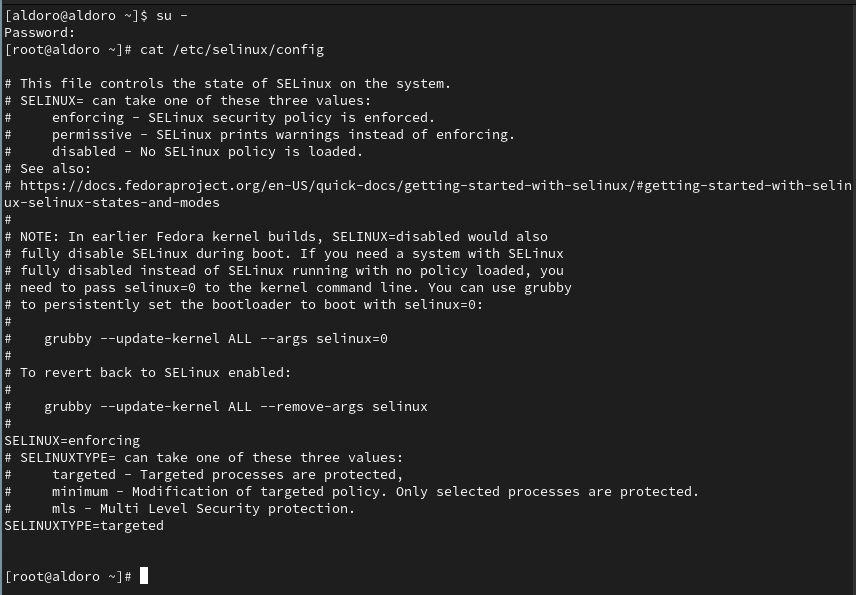 [aldoro@aldoro ~]$ su -
Password:
[root@aldoro ~]# cat /etc/selinux/config
# This file controls the state of SELinux on the system.
# SELINUX= can take one of these three values:
#     enforcing - SELinux security policy is enforced.
#     permissive - SELinux prints warnings instead of enforcing.
#     disabled - No SELinux policy is loaded.
# See also:
# https://docs.fedoraproject.org/en-US/quick-docs/getting-started-with-selinux/#getting-started-with-selin
ux-selinux-states-and-modes
#
# NOTE: In earlier Fedora kernel builds, SELINUX=disabled would also
# fully disable SELinux during boot. If you need a system with SELinux
# fully disabled instead of SELinux running with no policy loaded, you
# need to pass selinux=0 to the kernel command line. You can use grubby
# to persistently set the bootloader to boot with selinux=0:
#
#    grubby --update-kernel ALL --args selinux=0
#
# To revert back to SELinux enabled:
#
#    grubby --update-kernel ALL --remove-args selinux
#
SELINUX=enforcing
# SELINUXTYPE= can take one of these three values:
#     targeted - Targeted processes are protected,
#     minimum - Modification of targeted policy. Only selected processes are protected.
#     mls - Multi Level Security protection.
SELINUXTYPE=targeted
[root@aldoro ~]#